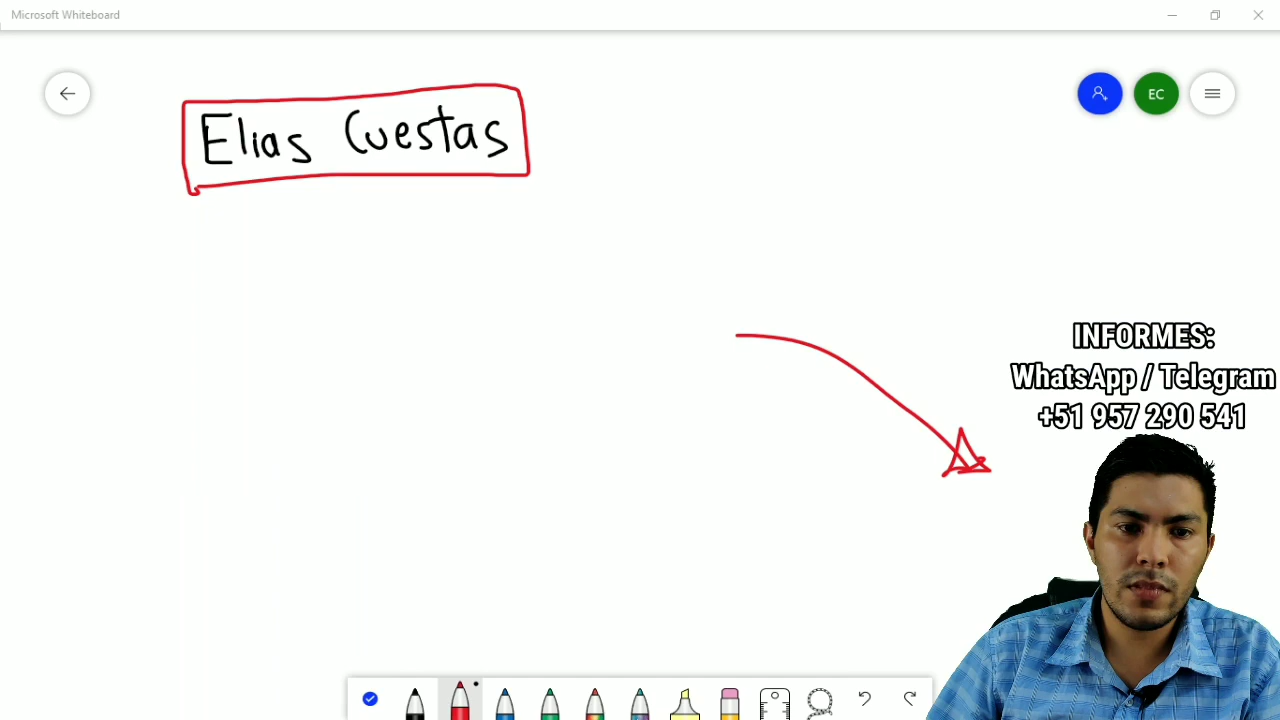 Microsoft Whiteboard
Elias Cuestas
EC
INFORMES:
WhatsApp / Telegram
+51 957 290 541